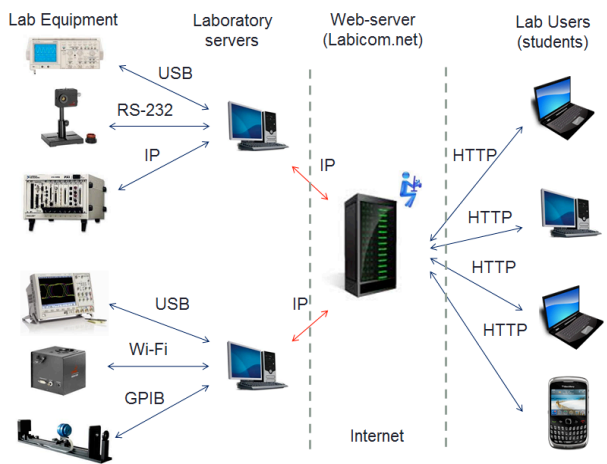 Lab Equipment
Laboratory
servers
Web-server
(Labicom.net)
Lab Users
(students)
USB
RS-232
IP
IP
HTTP
HTTP
HTTP
HTTP
USB
Wi-Fi
GPIB
IP
Internet